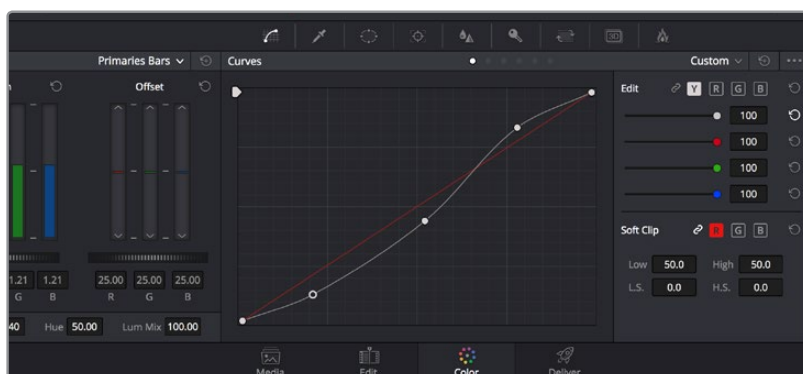 3D
Primaries Bars
Curves
Custom
Offset
Edit Y R G B
100
100
100
100
Soft Clip R G B
Low 50.0 High 50.0
L.S. 0.0 H.S. 0.0
1.21 1.21 25.00 25.00 25.00
G B R G B
40 Hue 50.00 Lum Mix 100.00
Media Edit Color Deliver